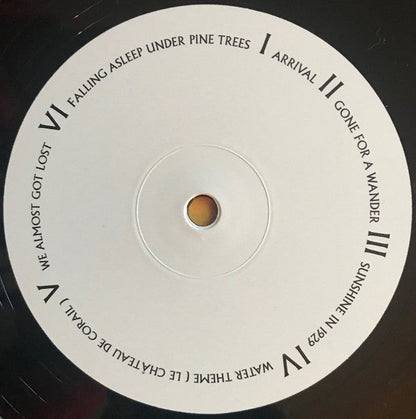 I ARRIVAL
II GONE FOR A WANDER
III SUNSHINE IN 1929
IV WATER THEME ( LE CHÂTEAU DE CORAIL )
V WE ALMOST GOT LOST
VI FALLING ASLEEP UNDER PINE TREES